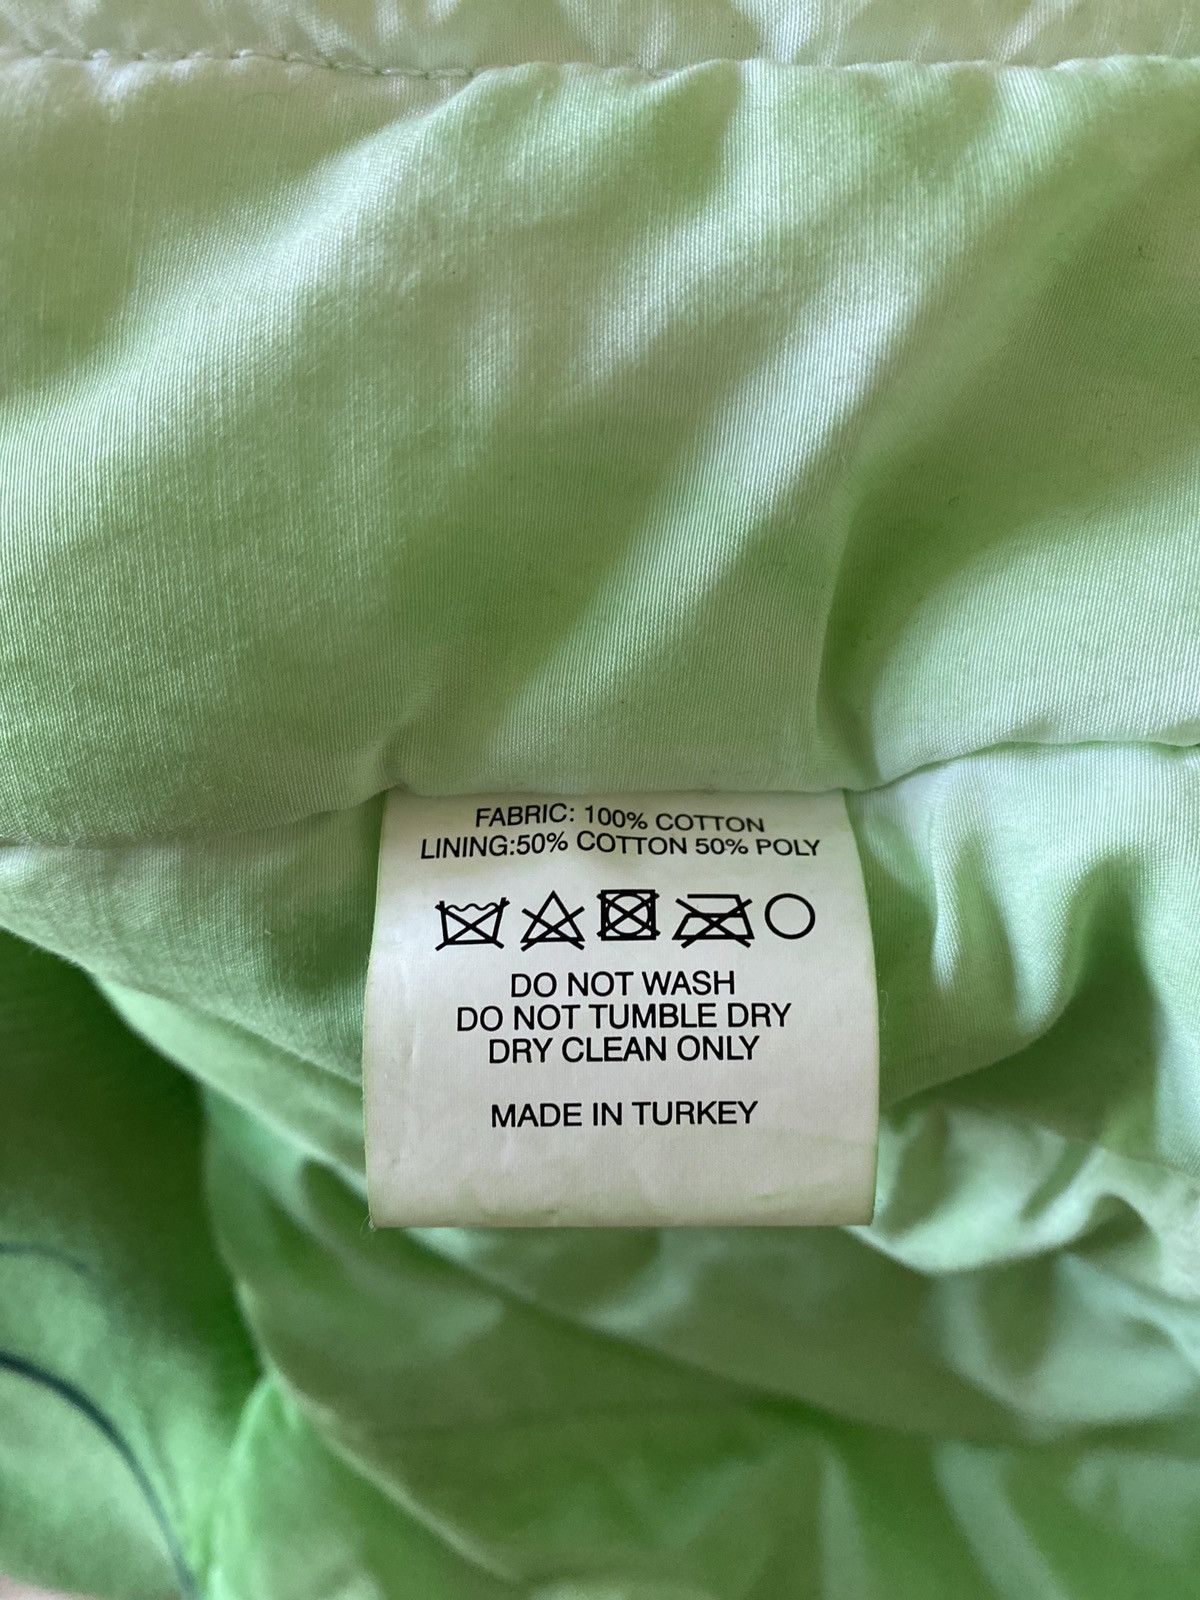 FABRIC: 100% COTTON
LINING:50% COTTON 50% POLY
DO NOT WASH
DO NOT TUMBLE DRY
DRY CLEAN ONLY
MADE IN TURKEY